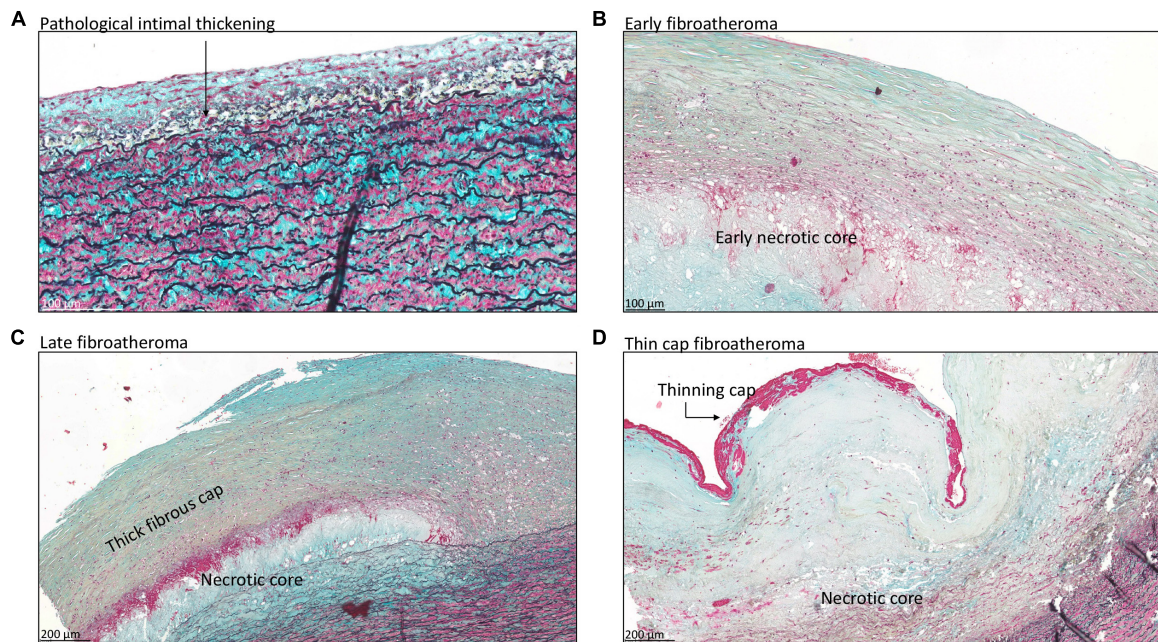 A Pathological intimal thickening
100 µm
B Early fibroatheroma
Early necrotic core
100 µm
C Late fibroatheroma
Thick fibrous cap
Necrotic core
200 µm
D Thin cap fibroatheroma
Thinning cap
Necrotic core
200 µm